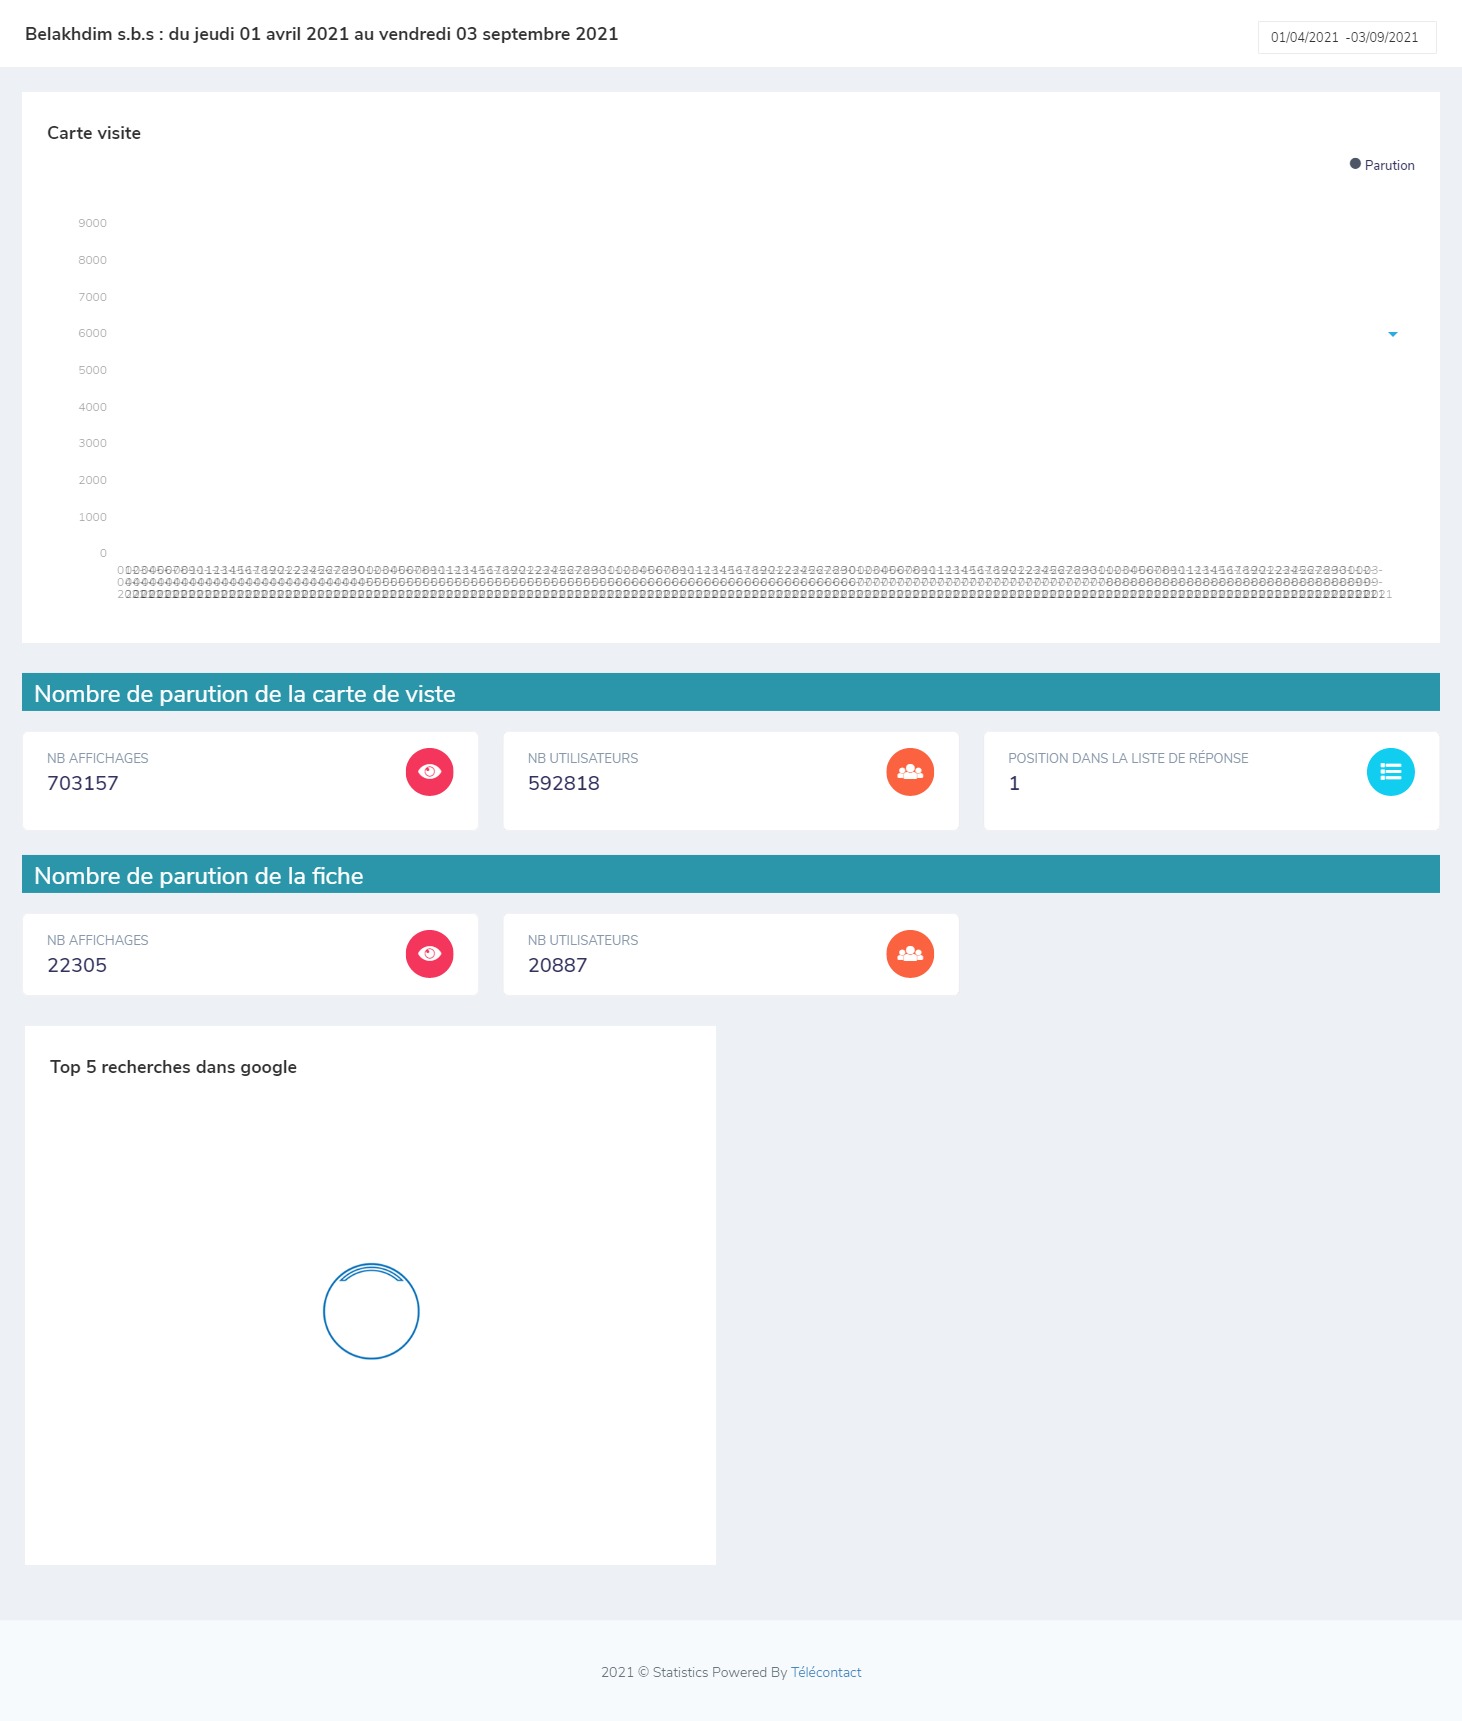 Belakhdim s.b.s : du jeudi 01 avril 2021 au vendredi 03 septembre 2021
01/04/2021 -03/09/2021
Carte visite
Parution
9000
8000
7000
6000
5000
4000
3000
2000
1000
0
Nombre de parution de la carte de viste
NB AFFICHAGES
703157
NB UTILISATEURS
592818
POSITION DANS LA LISTE DE RÉPONSE
1
Nombre de parution de la fiche
NB AFFICHAGES
22305
NB UTILISATEURS
20887
Top 5 recherches dans google
2021 © Statistics Powered By Télécontact